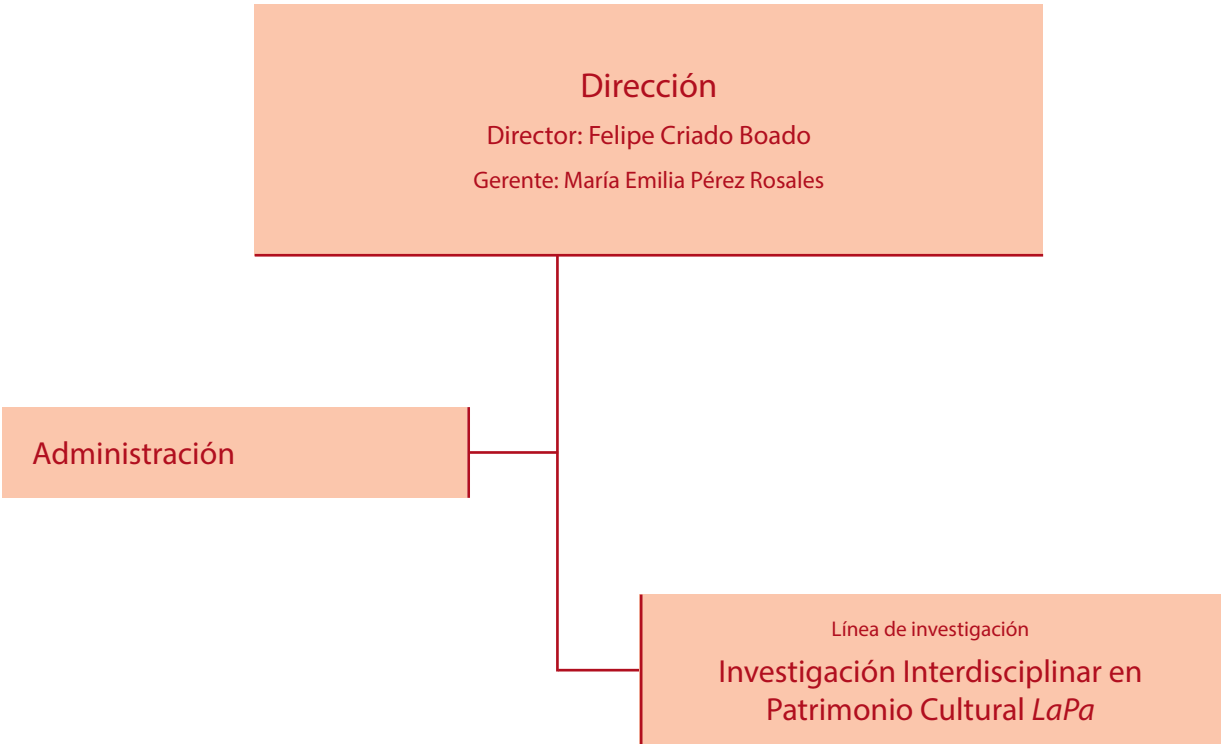 Dirección
Director: Felipe Criado Boado
Gerente: María Emilia Pérez Rosales
Administración
Línea de investigación
Investigación Interdisciplinar en
Patrimonio Cultural LaPa